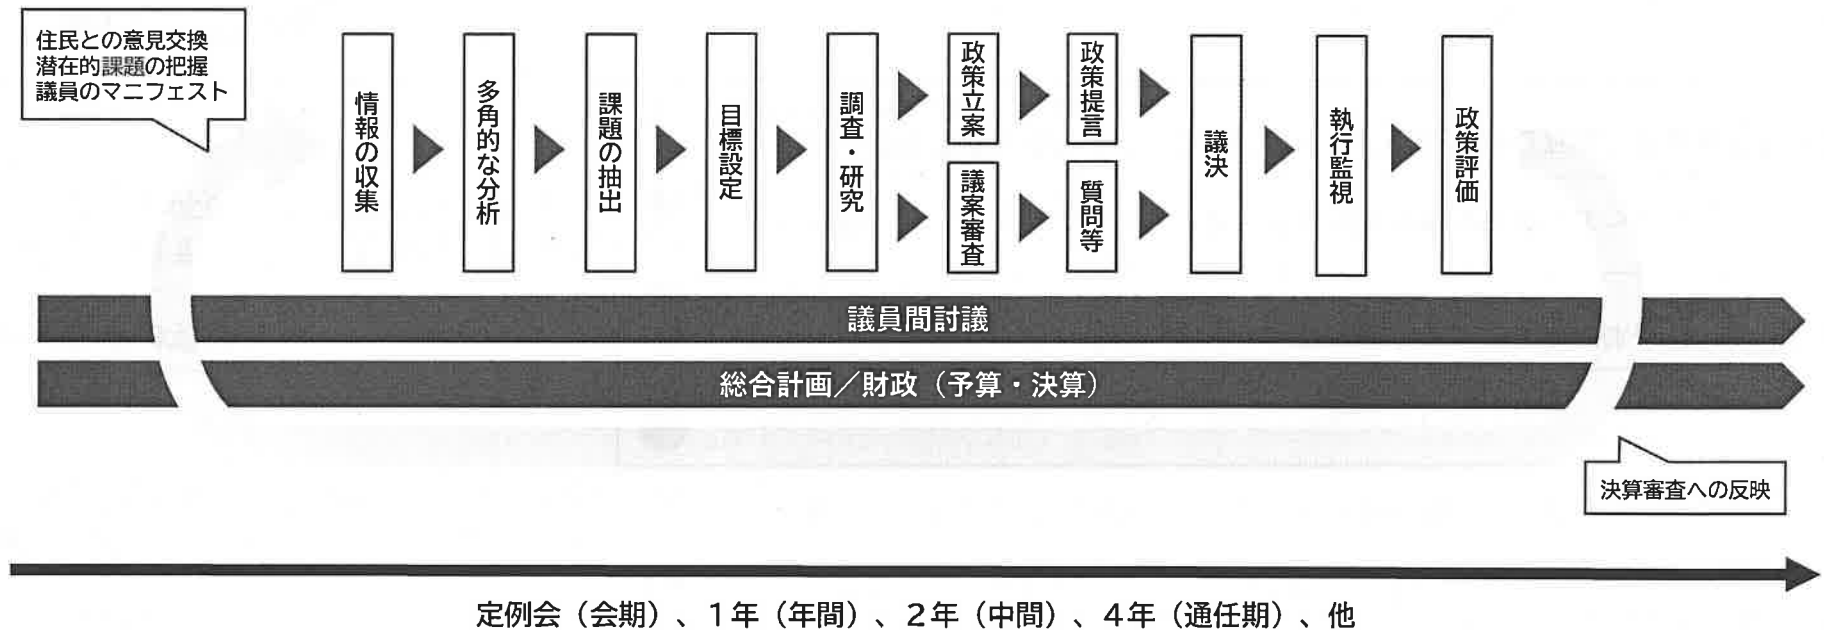 住民との意見交換
潜在的課題の把握
議員のマニフェスト
情報の収集
多角的な分析
課題の抽出
目標設定
調査・研究
政策立案
政策提言
議案審査
質問等
議決
執行監視
政策評価
議員間討議
総合計画／財政（予算・決算）
決算審査への反映
定例会（会期）、１年（年間）、２年（中間）、４年（通任期）、他